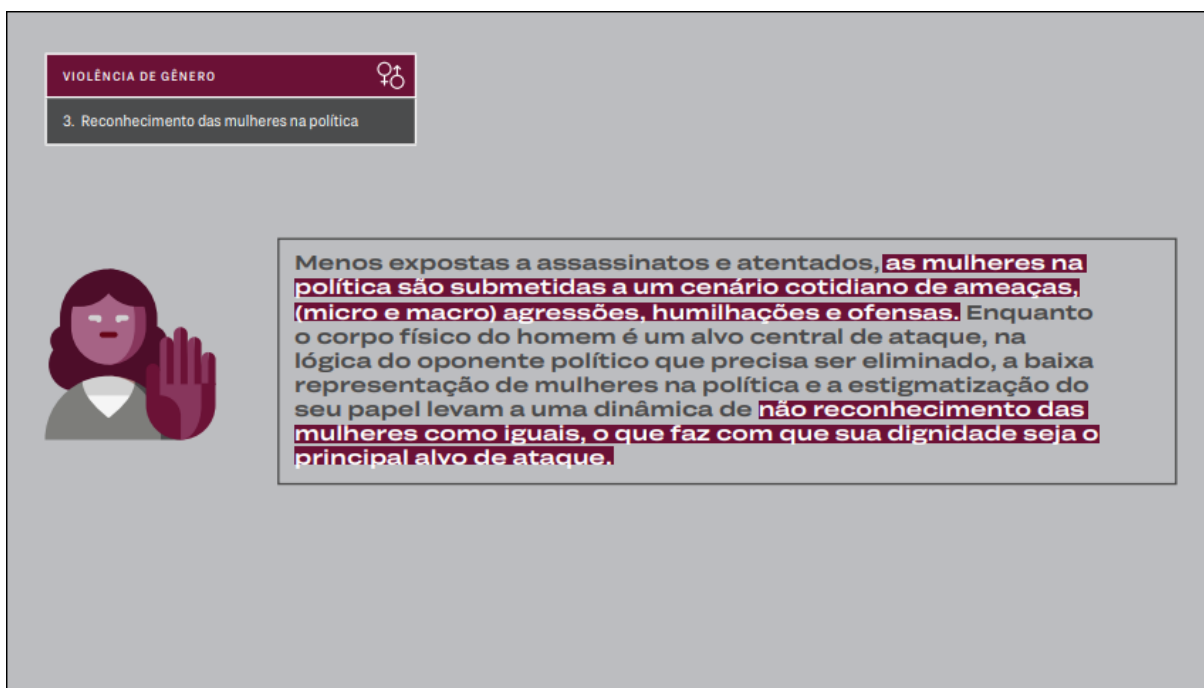 VIOLÊNCIA DE GÊNERO
3. Reconhecimento das mulheres na política
Menos expostas a assassinatos e atentados, as mulheres na
política são submetidas a um cenário cotidiano de ameaças,
(micro e macro) agressões, humilhações e ofensas. Enquanto
o corpo físico do homem é um alvo central de ataque, na
lógica do oponente político que precisa ser eliminado, a baixa
representação de mulheres na política e a estigmatização do
seu papel levam a uma dinâmica de não reconhecimento das
mulheres como iguais, o que faz com que sua dignidade seja o
principal alvo de ataque.